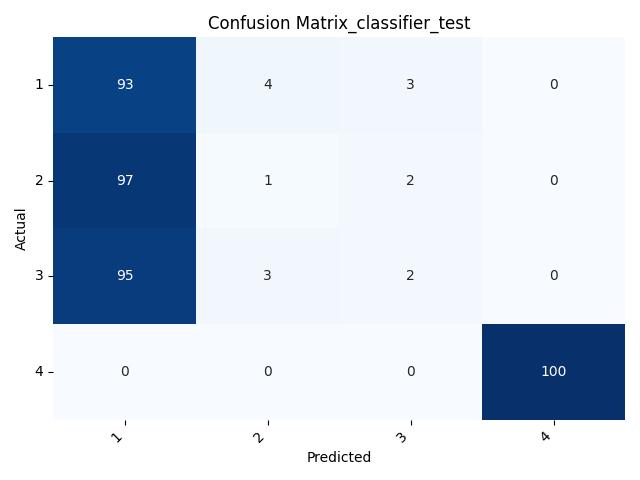 Confusion Matrix_classifier_test
1 93 4 3 0
2 97 1 2 0
3 95 3 2 0
4 0 0 0 100
Actual
1 2 3 4
Predicted